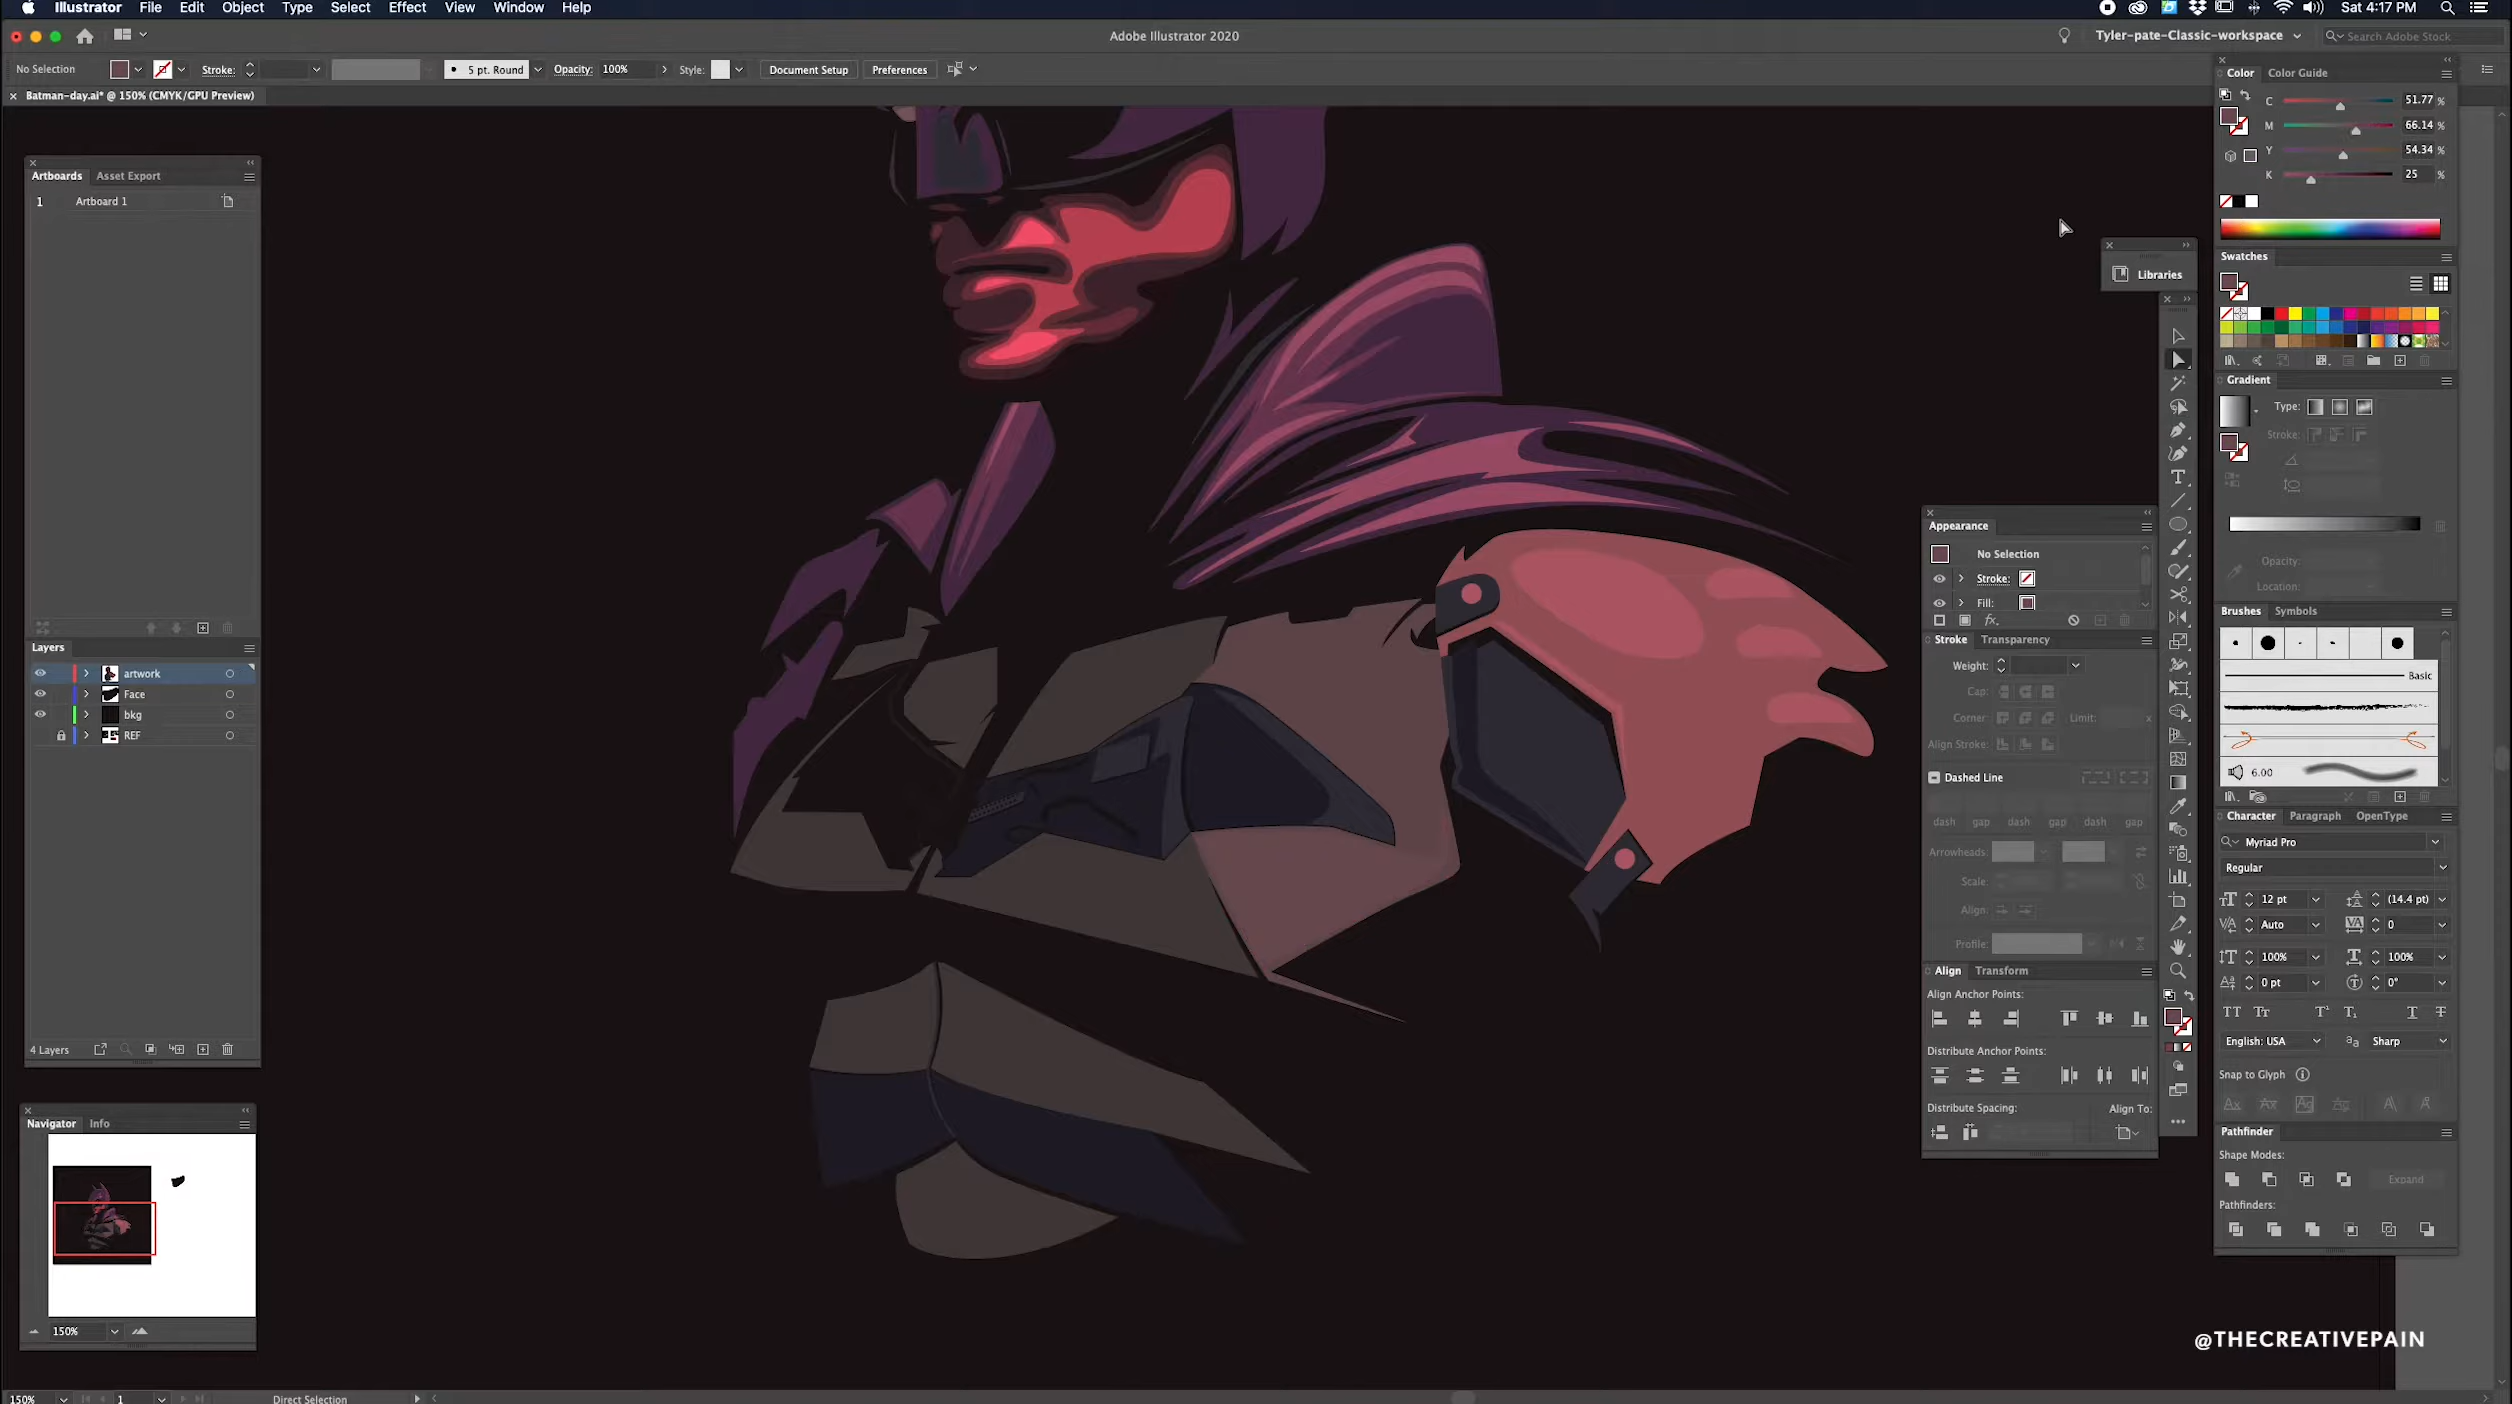 Illustrator File Edit Object Type Select Effect View Window Help
Sat 4:17 PM
Adobe Illustrator 2020
Tyler-pate-Classic-workspace
Search Adobe Stock
No Selection
Stroke:
5 pt. Round
Opacity: 100%
Style:
Document Setup
Preferences
Batman-day.ai* @ 150% (CMYK/GPU Preview)
Artboards Asset Export
1 Artboard 1
Layers
artwork
Face
bkg
REF
4 Layers
Navigator Info
150%
150%
1
Direct Selection
Libraries
Appearance
No Selection
Stroke:
Fill:
fx
Stroke Transparency
Weight:
Cap:
Corner: Limit: x
Align Stroke:
Dashed Line
dash gap dash gap dash gap
Arrowheads:
Scale:
Align:
Profile:
Align Transform
Align Anchor Points:
Distribute Anchor Points:
Distribute Spacing: Align To:
Color Color Guide
C 51.77 %
M 66.14 %
Y 54.34 %
K 25 %
Swatches
Gradient
Type:
Stroke:
Opacity:
Location:
Brushes Symbols
Basic
6.00
Character Paragraph OpenType
Myriad Pro
Regular
12 pt (14.4 pt)
Auto 0
100% 100%
0 pt 0°
English: USA Sharp
Snap to Glyph
Pathfinder
Shape Modes:
Expand
Pathfinders:
@THECREATIVEPAIN